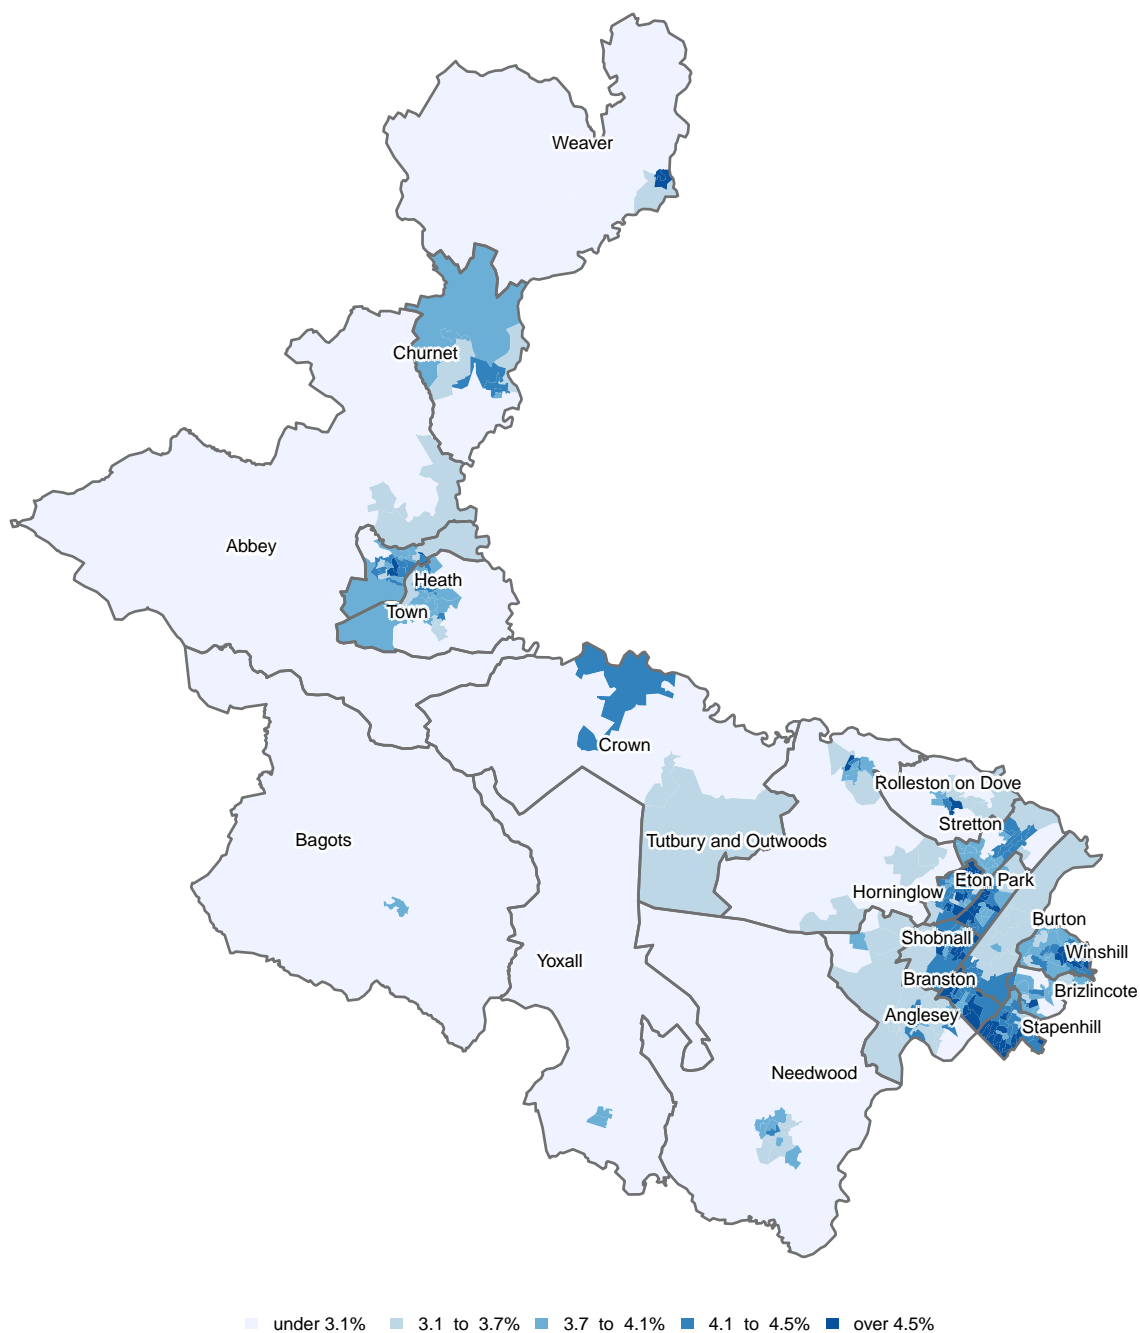 Weaver
Churnet
Abbey
Heath
Town
Crown
Rolleston on Dove
Stretton
Bagots
Tutbury and Outwoods
Eton Park
Horninglow
Burton
Shobnall
Winshill
Yoxall
Branston
Brizlincote
Anglesey
Stapenhill
Needwood
under 3.1% 3.1 to 3.7% 3.7 to 4.1% 4.1 to 4.5% over 4.5%